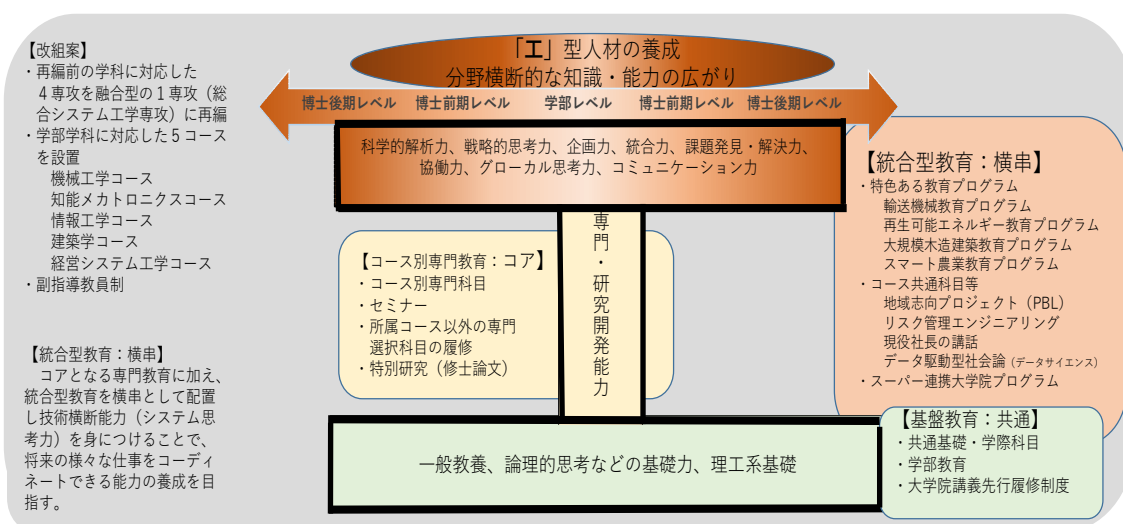 【改組案】
・再編前の学科に対応した
４専攻を融合型の１専攻（総
合システム工学専攻）に再編
・学部学科に対応した５コース
を設置
機械工学コース
知能メカトロニクスコース
情報工学コース
建築学コース
経営システム工学コース
・副指導教員制
【統合型教育：横串】
コアとなる専門教育に加え、
統合型教育を横串として配置
し技術横断能力（システム思
考力）を身につけることで、
将来の様々な仕事をコーディ
ネートできる能力の養成を目
指す。
「工」型人材の養成
分野横断的な知識・能力の広がり
博士後期レベル　博士前期レベル　学部レベル　博士前期レベル　博士後期レベル
科学的解析力、戦略的思考力、企画力、統合力、課題発見・解決力、
協働力、グローカル思考力、コミュニケーション力
専門・研究開発能力
【コース別専門教育：コア】
・コース別専門科目
・セミナー
・所属コース以外の専門
選択科目の履修
・特別研究（修士論文）
【統合型教育：横串】
・特色ある教育プログラム
輸送機械教育プログラム
再生可能エネルギー教育プログラム
大規模木造建築教育プログラム
スマート農業教育プログラム
・コース共通科目等
地域志向プロジェクト（PBL）
リスク管理エンジニアリング
現役社長の講話
データ駆動型社会論（データサイエンス）
・スーパー連携大学院プログラム
一般教養、論理的思考などの基礎力、理工系基礎
【基盤教育：共通】
・共通基礎・学際科目
・学部教育
・大学院講義先行履修制度